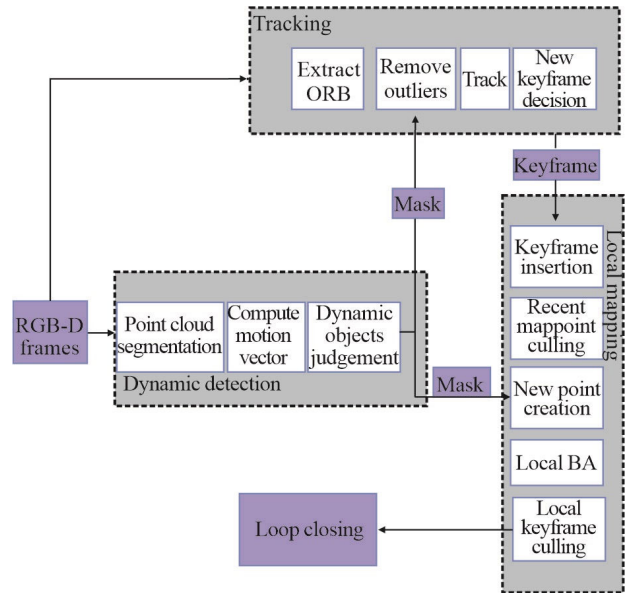 Tracking
Extract
ORB
Remove
outliers
Track
New
keyframe
decision
Keyframe
Mask
Local mapping
Keyframe
insertion
Recent
mappoint
culling
New point
creation
Local BA
Local
keyframe
culling
RGB-D
frames
Point cloud
segmentation
Compute
motion
vector
Dynamic
objects
judgement
Dynamic detection
Mask
Loop closing